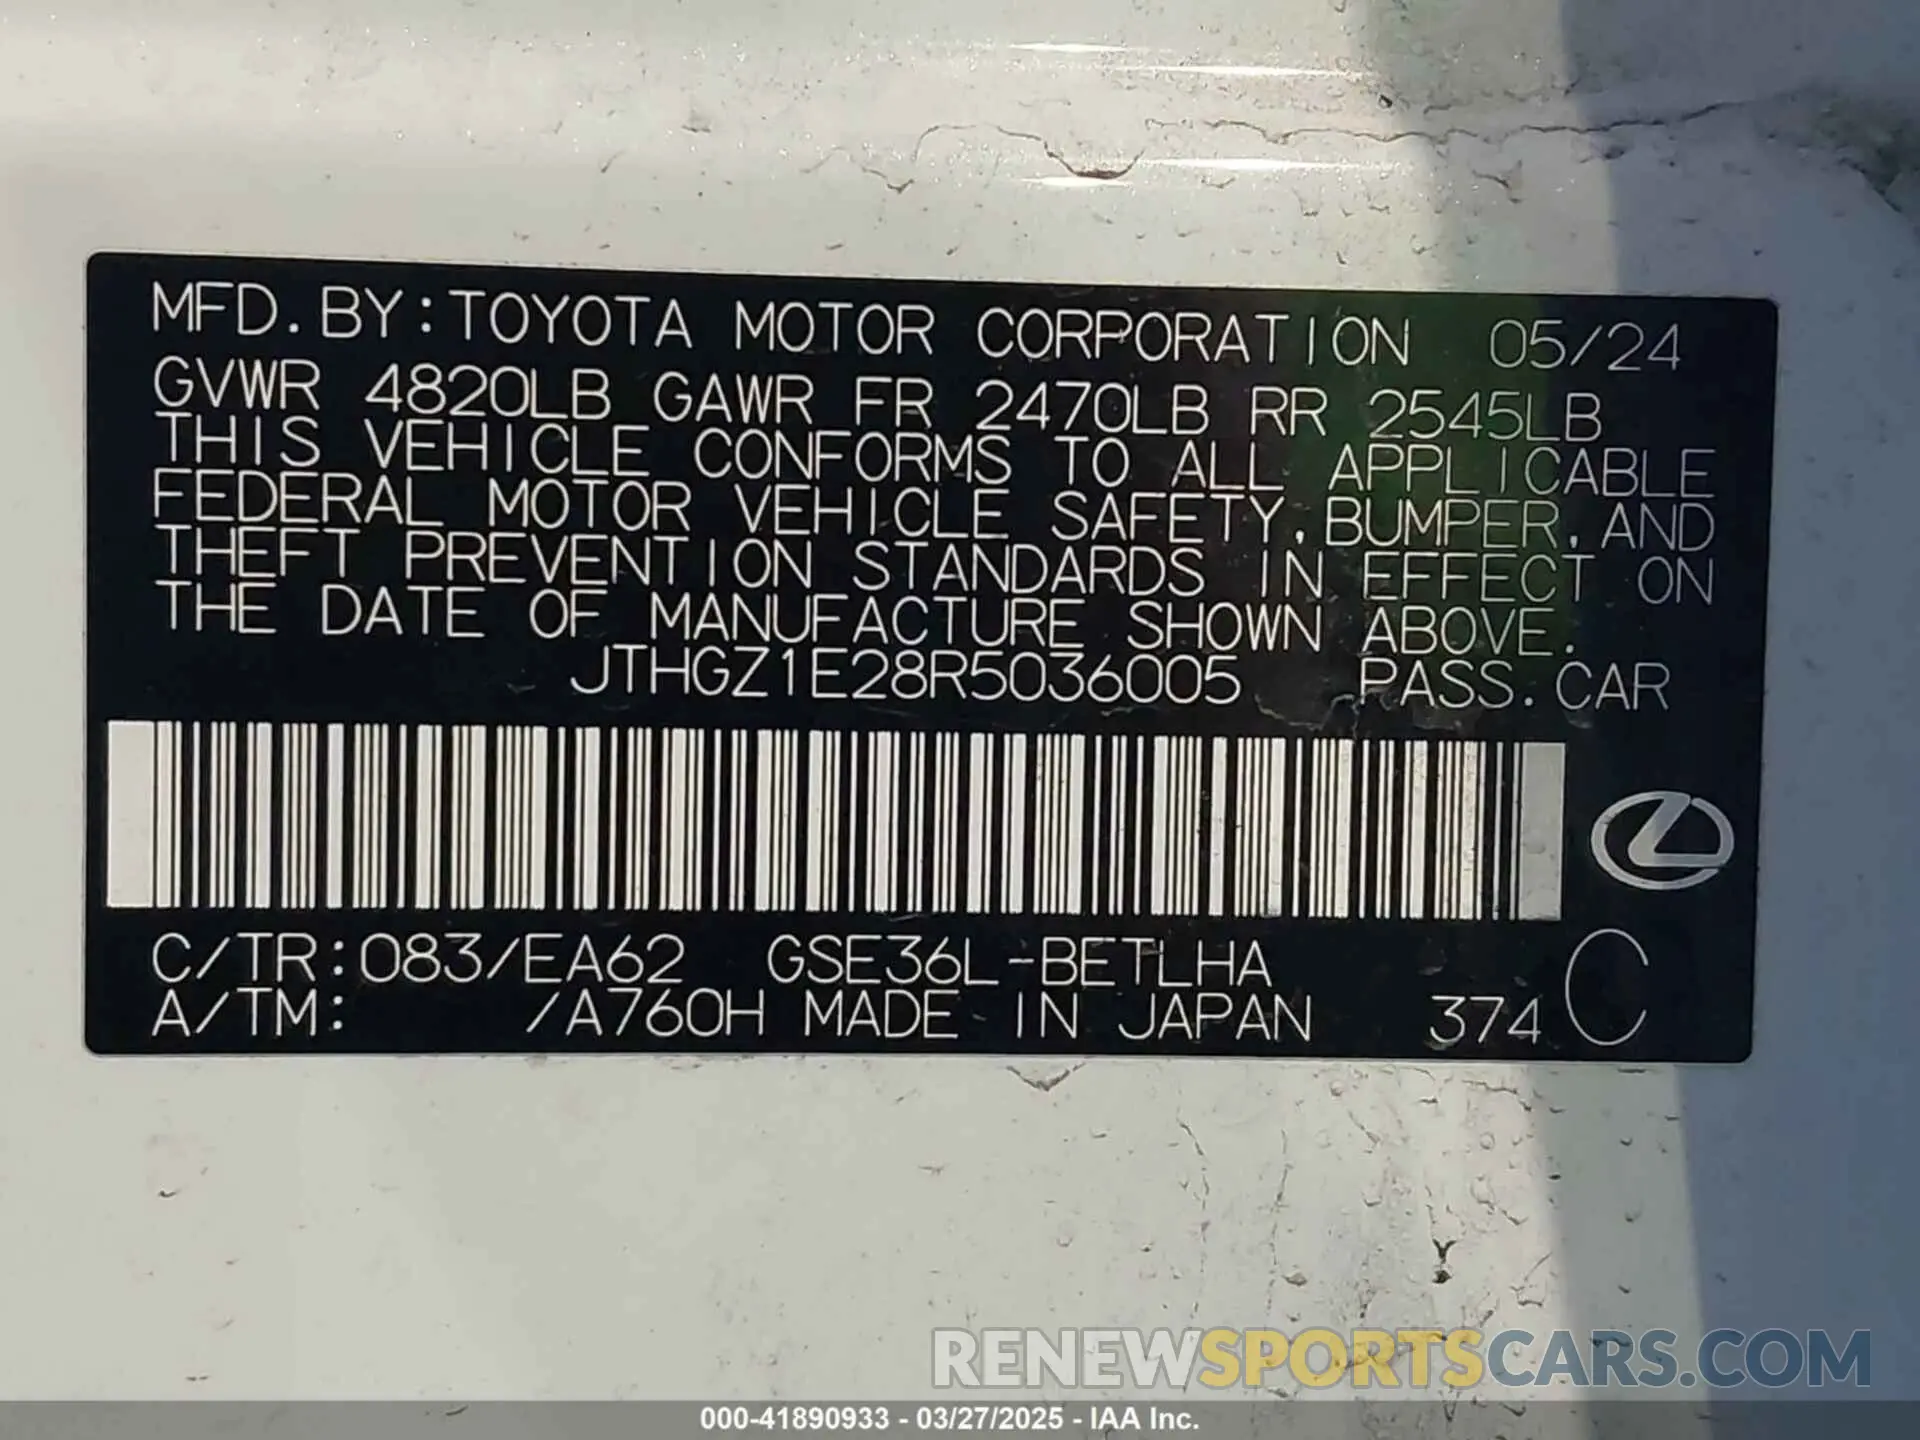 MFD. BY: TOYOTA MOTOR CORPORATION 05/24
GVWR 4820LB GAWR FR 2470LB RR 2545LB
THIS VEHICLE CONFORMS TO ALL APPLICABLE
FEDERAL MOTOR VEHICLE SAFETY, BUMPER, AND
THEFT PREVENTION STANDARDS IN EFFECT ON
THE DATE OF MANUFACTURE SHOWN ABOVE.
JTHGZ1E28R5036005 PASS. CAR
C/TR: 083/EA62 GSE36L-BETLHA
A/TM: /A760H MADE IN JAPAN 374 C
RENEWSPORTSCARS.COM
000-41890933 - 03/27/2025 - IAA Inc.